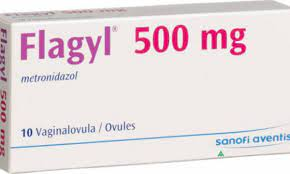 Flagyl® 500 mg
metronidazol
10 Vaginalovula / Ovules
sanofi aventis
Flagyl
500 mg